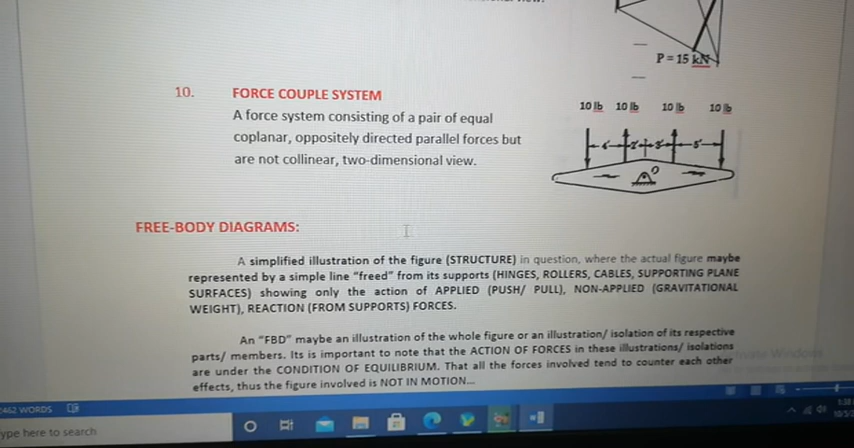 P = 15 kN
10.
FORCE COUPLE SYSTEM
A force system consisting of a pair of equal
coplanar, oppositely directed parallel forces but
are not collinear, two-dimensional view.
10 lb 10 lb 10 lb 10 lb
FREE-BODY DIAGRAMS:
A simplified illustration of the figure (STRUCTURE) in question, where the actual figure maybe
represented by a simple line “freed” from its supports (HINGES, ROLLERS, CABLES, SUPPORTING PLANE
SURFACES) showing only the action of APPLIED (PUSH/ PULL), NON-APPLIED (GRAVITATIONAL
WEIGHT), REACTION (FROM SUPPORTS) FORCES.
An “FBD” maybe an illustration of the whole figure or an illustration/ isolation of its respective
parts/ members. Its is important to note that the ACTION OF FORCES in these illustrations/ isolations
are under the CONDITION OF EQUILIBRIUM. That all the forces involved tend to counter each other
effects, thus the figure involved is NOT IN MOTION...
2462 WORDS
ype here to search